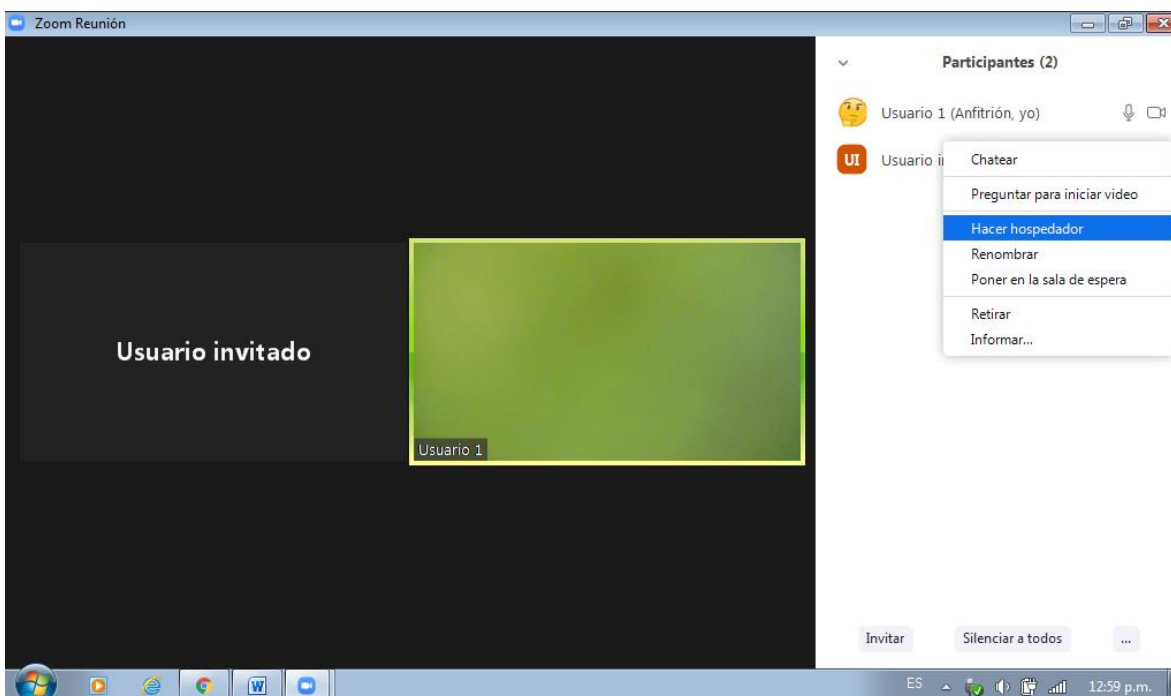 Zoom Reunión
Participantes (2)
Usuario 1 (Anfitrión, yo)
UI
Usuario
Chatear
Preguntar para iniciar video
Hacer hospedador
Renombrar
Poner en la sala de espera
Retirar
Informar...
Usuario invitado
Usuario 1
Invitar
Silenciar a todos
...
W
ES
12:59 p.m.